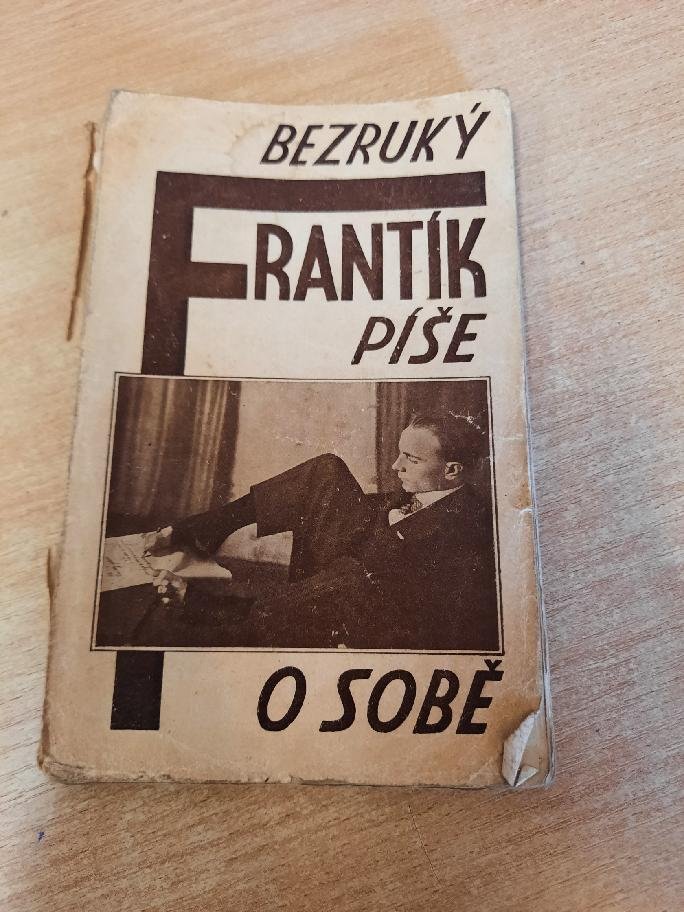 BEZRUKÝ
FRANTÍK
PÍŠE
O SOBĚ